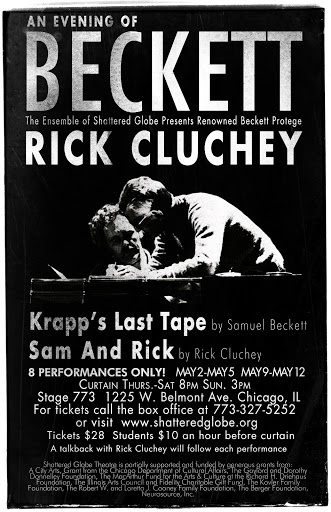 AN EVENING OF
BECKETT
The Ensemble of Shattered Globe Presents Renowned Beckett Protege
RICK CLUCHEY
Krapp's Last Tape by Samuel Beckett
Sam And Rick by Rick Cluchey
8 PERFORMANCES ONLY! MAY2-MAY5 MAY9-MAY12
CURTAIN THURS.-SAT 8PM SUN. 3PM
Stage 773 1225 W. Belmont Ave. Chicago, IL
For tickets call the box office at 773-327-5252
or visit www.shatteredglobe.org
Tickets $28 Students $10 an hour before curtain
A talkback with Rick Cluchey will follow each performance
Shattered Globe Theatre is partially supported and funded by generous grants from:
A City Arts, Grant from the Chicago Department of Cultural Affairs, The Gaylord and Dorothy
Donnelley Foundation, The MacArthur Fund for the Arts & Culture at the Richard H. Driehaus
Foundation, The Illinois Arts Council and Fidelity Charitable Gift Fund, The Kovler Family
Foundation, The Robert W. and Loretto J. Cooney Family Foundation, The Berger Foundation,
Neurosource, Inc.